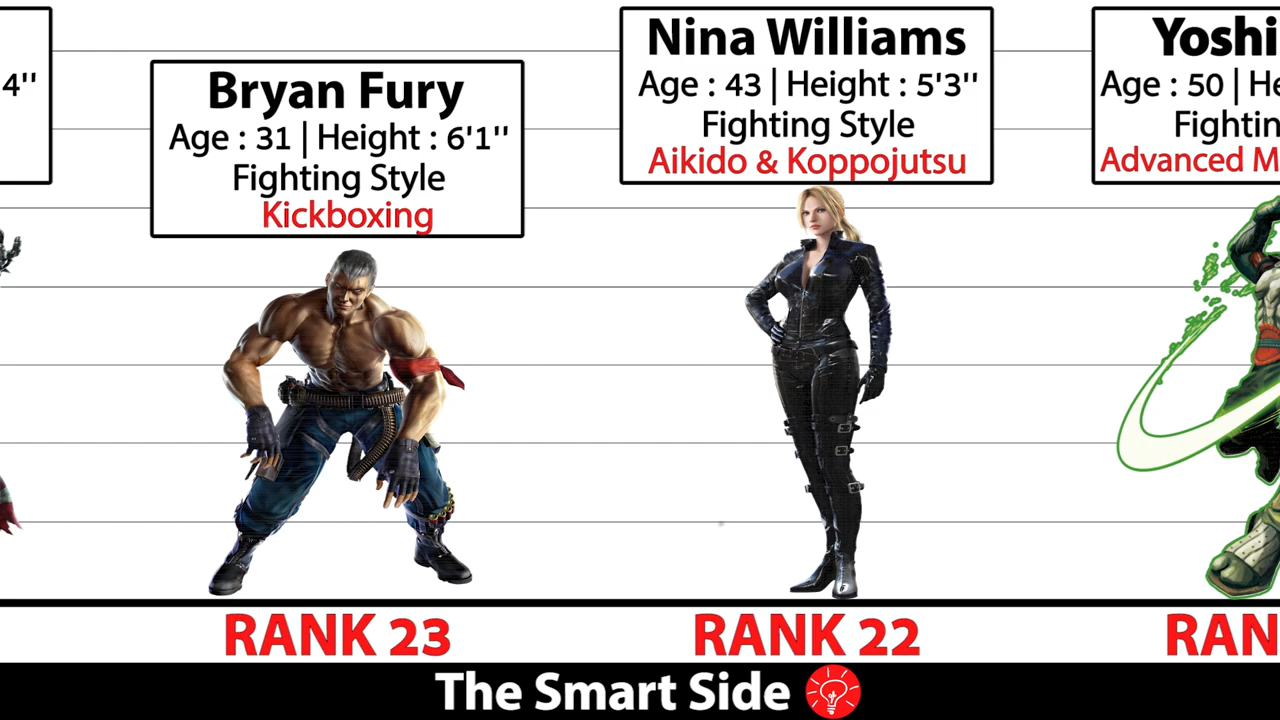 4''
Bryan Fury
Age : 31 | Height : 6'1''
Fighting Style
Kickboxing
Nina Williams
Age : 43 | Height : 5'3''
Fighting Style
Aikido & Koppojutsu
Yoshi
Age : 50 | He
Fightin
Advanced M
RANK 23
RANK 22
RAN
The Smart Side